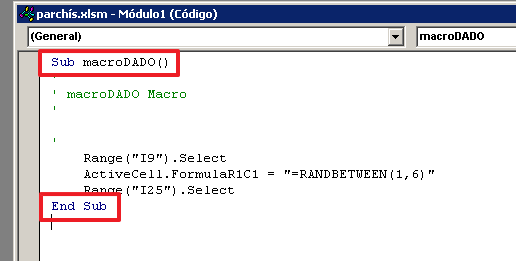 parchís.xlsm - Módulo1 (Código)
(General) macroDADO
Sub macroDADO()
'
' macroDADO Macro
'

'
    Range("I9").Select
    ActiveCell.FormulaR1C1 = "=RANDBETWEEN(1,6)"
    Range("I25").Select
End Sub